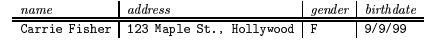 name address gender birthdate
Carrie Fisher 123 Maple St., Hollywood F 9/9/99